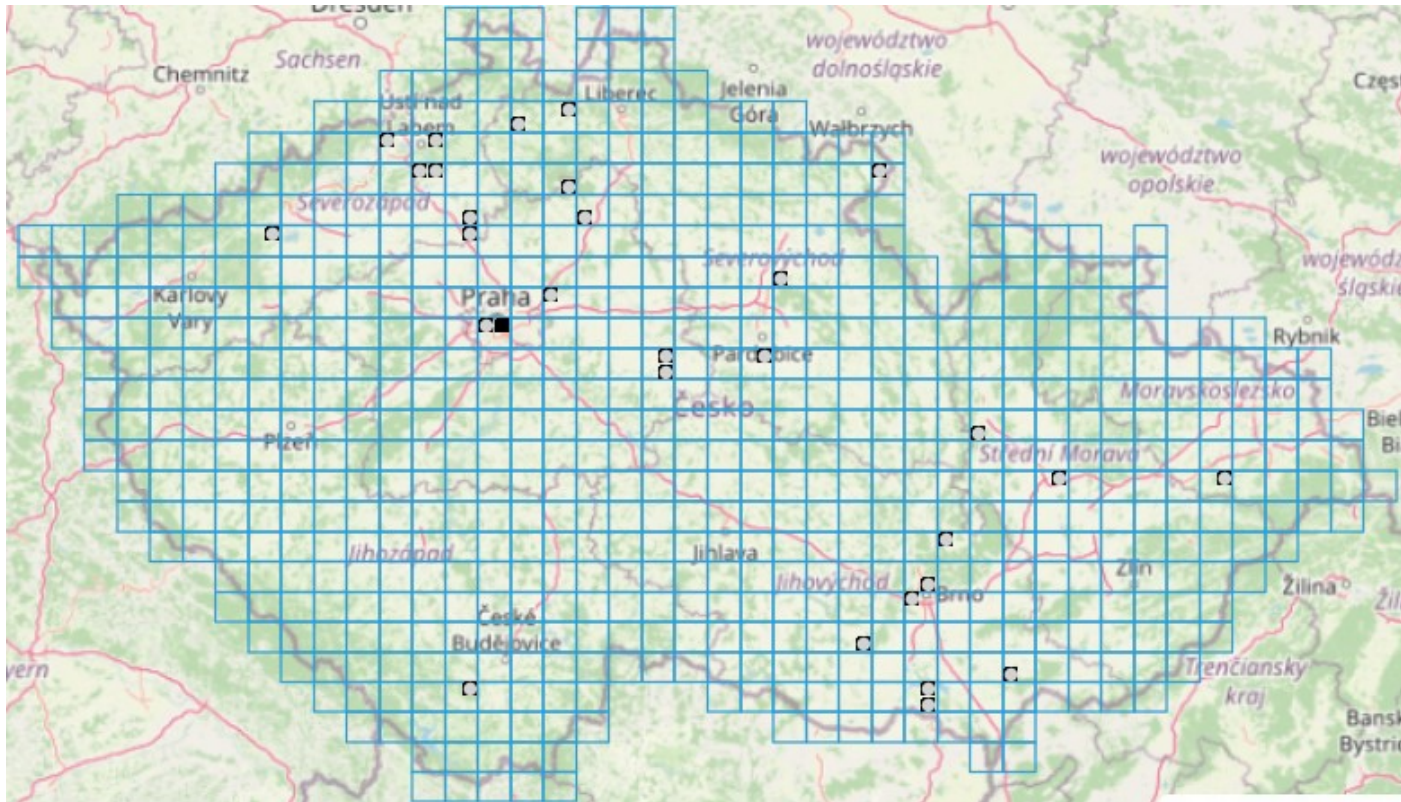 Dresden
Sachsen
Chemnitz
województwo
dolnośląskie
Jelenia
Góra
Liberec
Ústí nad
Labem
Wałbrzych
Częs
województwo
opolskie
Severozápad
Severovýchod
wojewódz
śląskie
Karlovy
Vary
Praha
Rybnik
Pardubice
Moravskoslezsko
Česko
Plzeň
Biel
Bi
Střední Morava
Jihozápad
Jihlava
Jihovýchod
Zlín
Brno
Žilina
Žil
České
Budějovice
yern
Trenčiansky
kraj
Bansk
Bystric